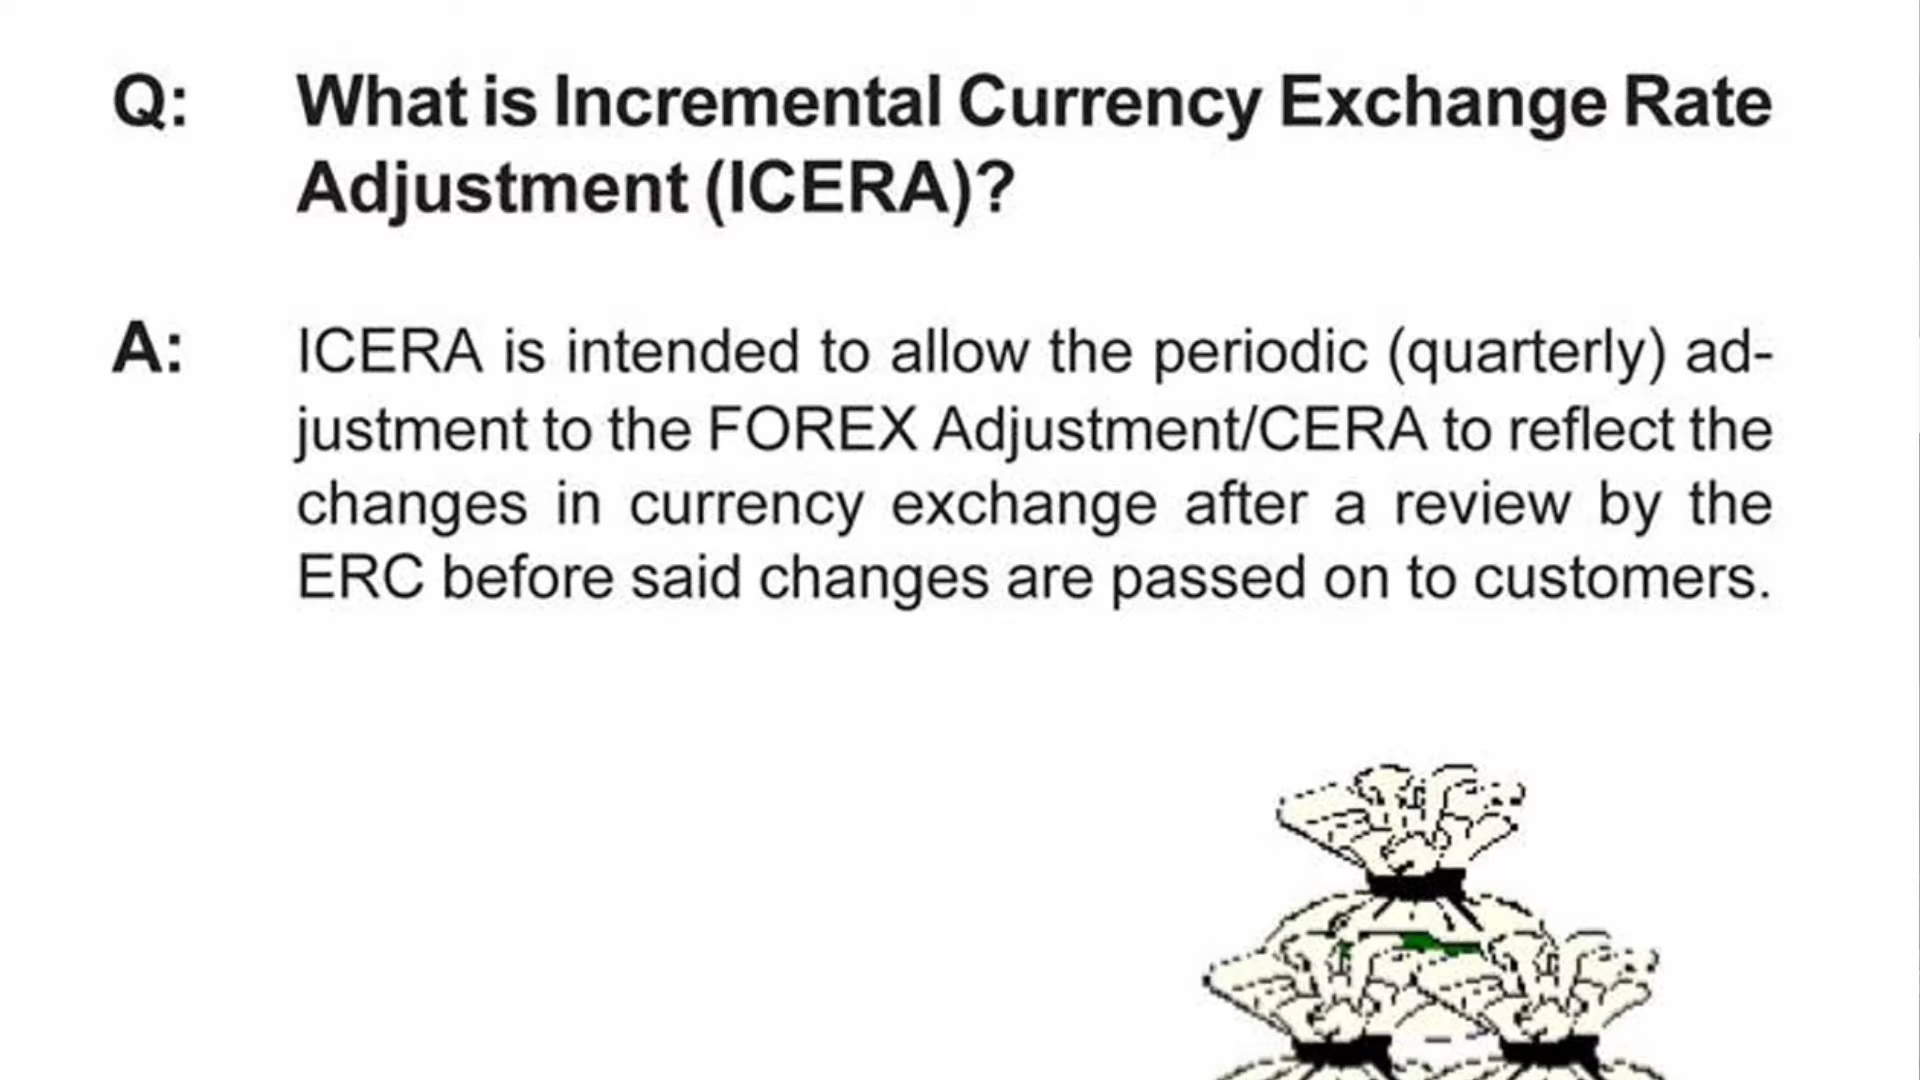 Q: What is Incremental Currency Exchange Rate
Adjustment (ICERA)?
A: ICERA is intended to allow the periodic (quarterly) ad-
justment to the FOREX Adjustment/CERA to reflect the
changes in currency exchange after a review by the
ERC before said changes are passed on to customers.